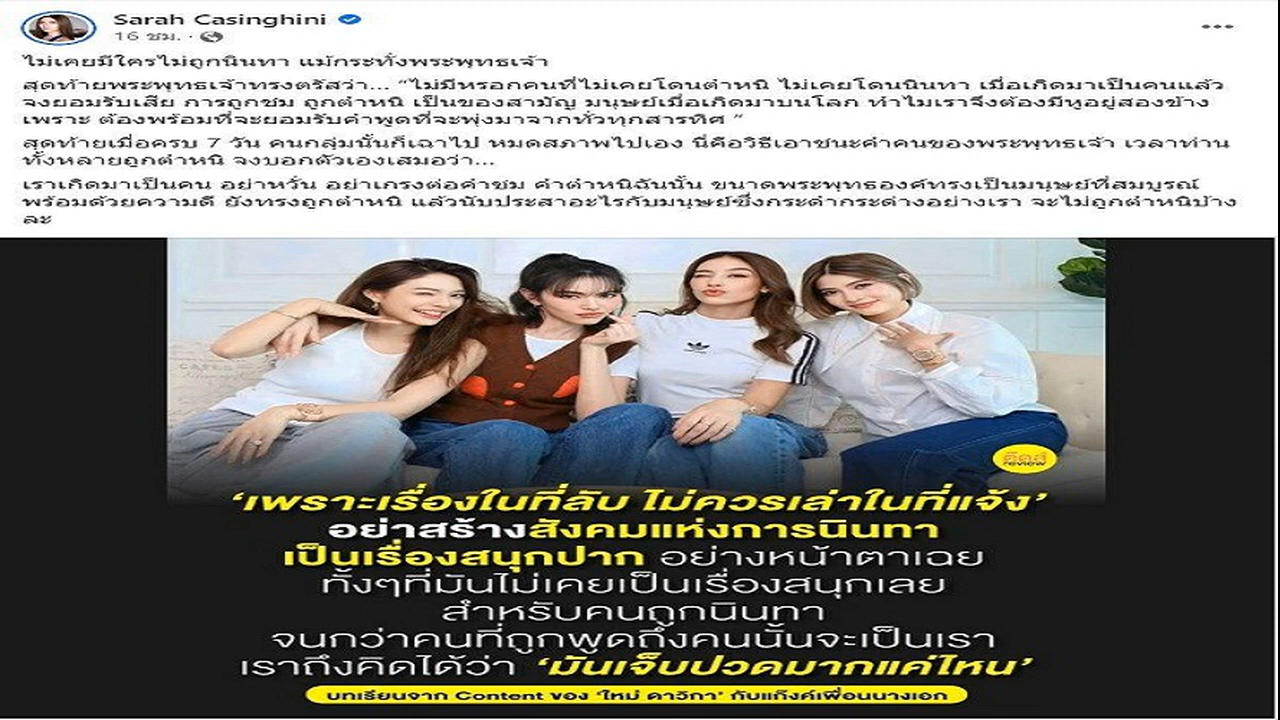 Sarah Casinghini
16 ชม. ·
ไม่เคยมีใครไม่ถูกนินทา แม้กระทั่งพระพุทธเจ้า
สุดท้ายพระพุทธเจ้าทรงตรัสว่า... "ไม่มีหรอกคนที่ไม่เคยโดนตำหนิ ไม่เคยโดนนินทา เมื่อเกิดมาเป็นคนแล้ว
จงยอมรับเสีย การถูกชม ถูกตำหนิ เป็นของสามัญ มนุษย์เมื่อเกิดมาบนโลก ทำไมเราจึงต้องมีหูอยู่สองข้าง
เพราะ ต้องพร้อมที่จะยอมรับคำพูดที่จะพุ่งมาจากทั่วทุกสารทิศ "
สุดท้ายเมื่อครบ 7 วัน คนกลุ่มนั้นก็เฉาไป หมดสภาพไปเอง นี่คือวิธีเอาชนะคำคนของพระพุทธเจ้า เวลาท่าน
ทั้งหลายถูกตำหนิ จงบอกตัวเองเสมอว่า...
เราเกิดมาเป็นคน อย่าหวั่น อย่าเกรงต่อคำชม คำตำหนิฉันนั้น ขนาดพระพุทธองค์ทรงเป็นมนุษย์ที่สมบูรณ์
พร้อมด้วยความดี ยังทรงถูกตำหนิ แล้วนับประสาอะไรกับมนุษย์ซึ่งกระดำกระด่างอย่างเรา จะไม่ถูกตำหนิบ้าง
ละ
คิดส์
review
'เพราะเรื่องในที่ลับ ไม่ควรเล่าในที่แจ้ง'
อย่าสร้างสังคมแห่งการนินทา
เป็นเรื่องสนุกปาก อย่างหน้าตาเฉย
ทั้งๆที่มันไม่เคยเป็นเรื่องสนุกเลย
สำหรับคนถูกนินทา
จนกว่าคนที่ถูกพูดถึงคนนั้นจะเป็นเรา
เราถึงคิดได้ว่า 'มันเจ็บปวดมากแค่ไหน'
บทเรียนจาก Content ของ 'ใหม่ ดาวิกา' กับแก๊งค์เพื่อนนางเอก